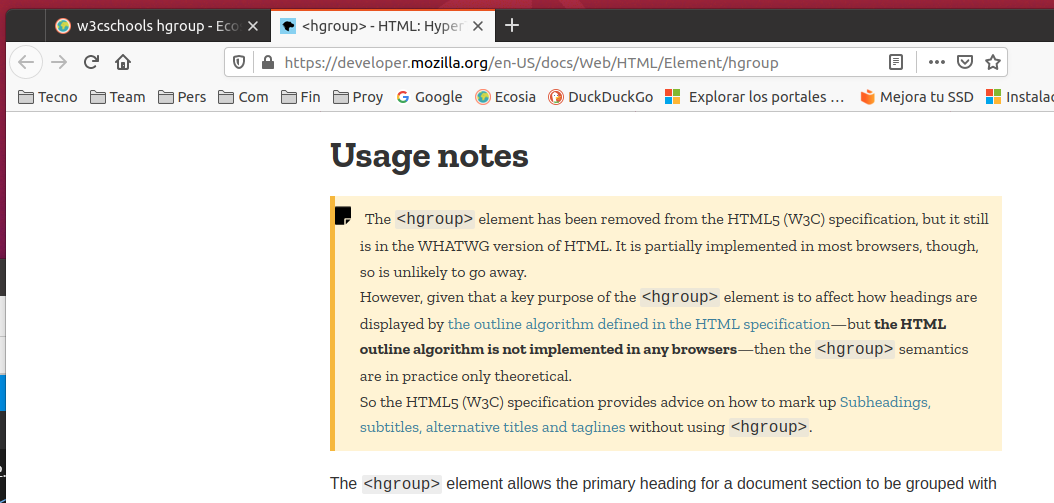 w3cschools hgroup - Eco
<hgroup> - HTML: Hyper
https://developer.mozilla.org/en-US/docs/Web/HTML/Element/hgroup
Tecno Team Pers Com Fin Proy Google Ecosia DuckDuckGo Explorar los portales ... Mejora tu SSD Instalac
Usage notes
The <hgroup> element has been removed from the HTML5 (W3C) specification, but it still
is in the WHATWG version of HTML. It is partially implemented in most browsers, though,
so is unlikely to go away.
However, given that a key purpose of the <hgroup> element is to affect how headings are
displayed by the outline algorithm defined in the HTML specification—but the HTML
outline algorithm is not implemented in any browsers—then the <hgroup> semantics
are in practice only theoretical.
So the HTML5 (W3C) specification provides advice on how to mark up Subheadings,
subtitles, alternative titles and taglines without using <hgroup>.
The <hgroup> element allows the primary heading for a document section to be grouped with